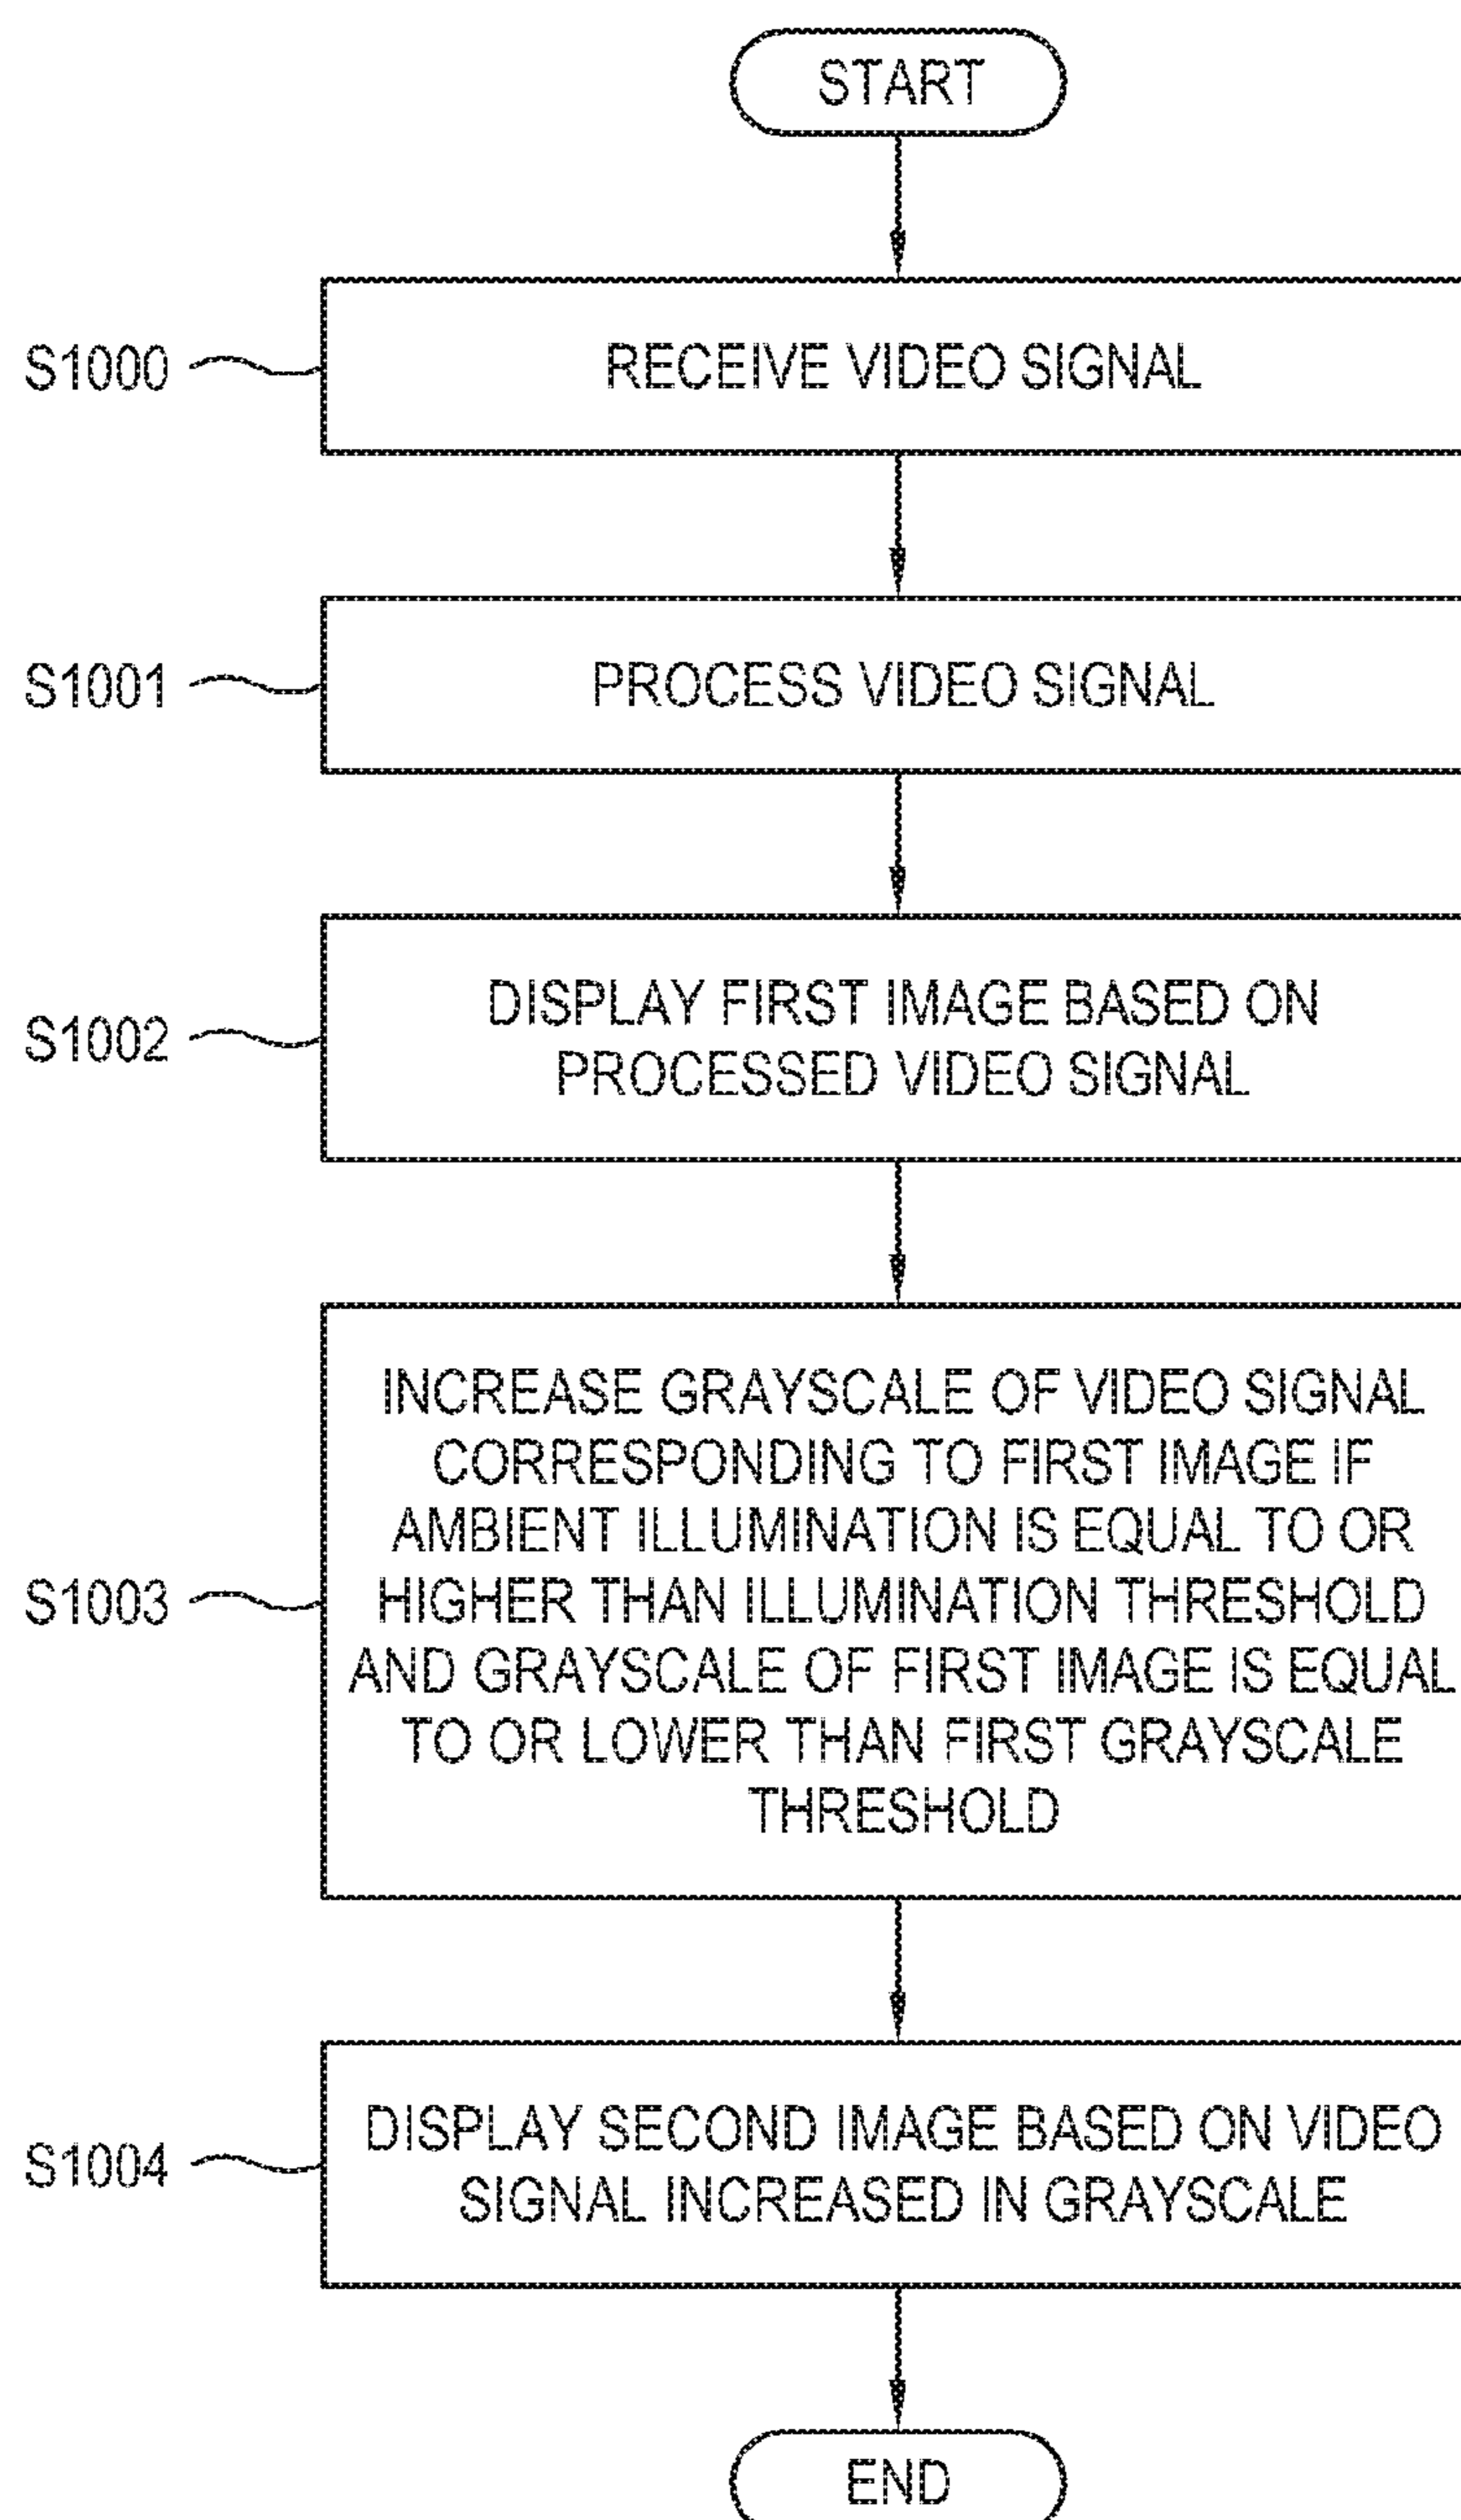 START
S1000
RECEIVE VIDEO SIGNAL
S1001
PROCESS VIDEO SIGNAL
S1002
DISPLAY FIRST IMAGE BASED ON
PROCESSED VIDEO SIGNAL
S1003
INCREASE GRAYSCALE OF VIDEO SIGNAL
CORRESPONDING TO FIRST IMAGE IF
AMBIENT ILLUMINATION IS EQUAL TO OR
HIGHER THAN ILLUMINATION THRESHOLD
AND GRAYSCALE OF FIRST IMAGE IS EQUAL
TO OR LOWER THAN FIRST GRAYSCALE
THRESHOLD
S1004
DISPLAY SECOND IMAGE BASED ON VIDEO
SIGNAL INCREASED IN GRAYSCALE
END